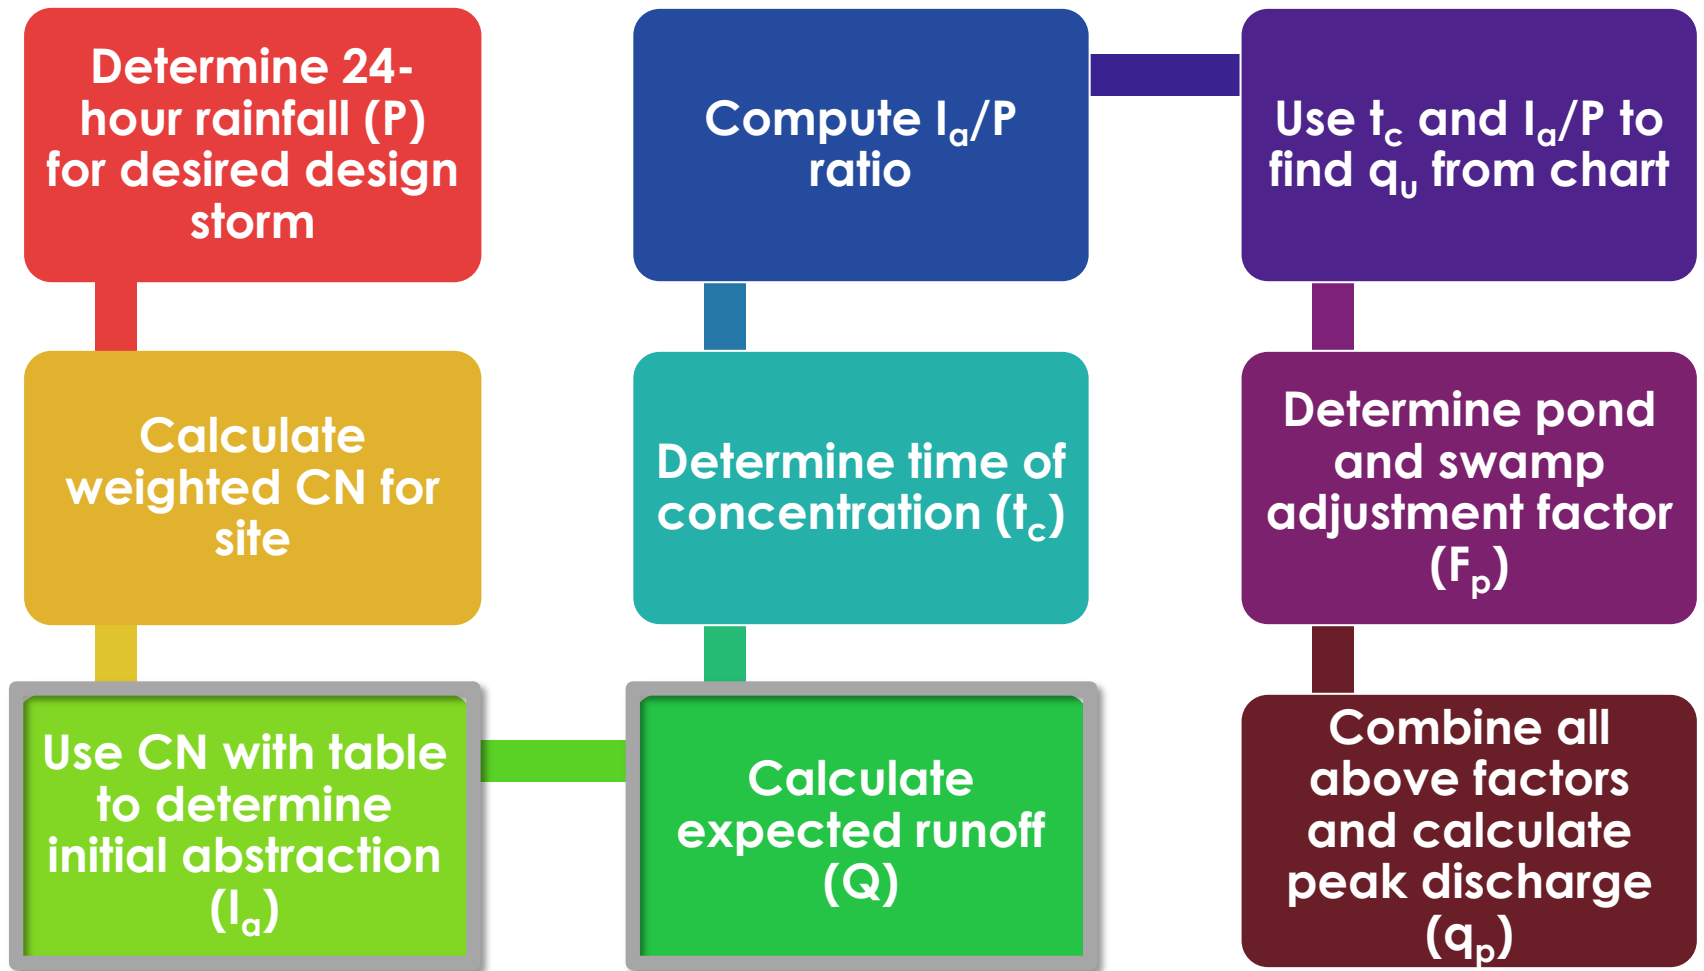 Determine 24-
hour rainfall (P)
for desired design
storm
Calculate
weighted CN for
site
Use CN with table
to determine
initial abstraction
(Ia)
Calculate
expected runoff
(Q)
Determine time of
concentration (tc)
Compute Ia/P
ratio
Use tc and Ia/P to
find qu from chart
Determine pond
and swamp
adjustment factor
(Fp)
Combine all
above factors
and calculate
peak discharge
(qp)